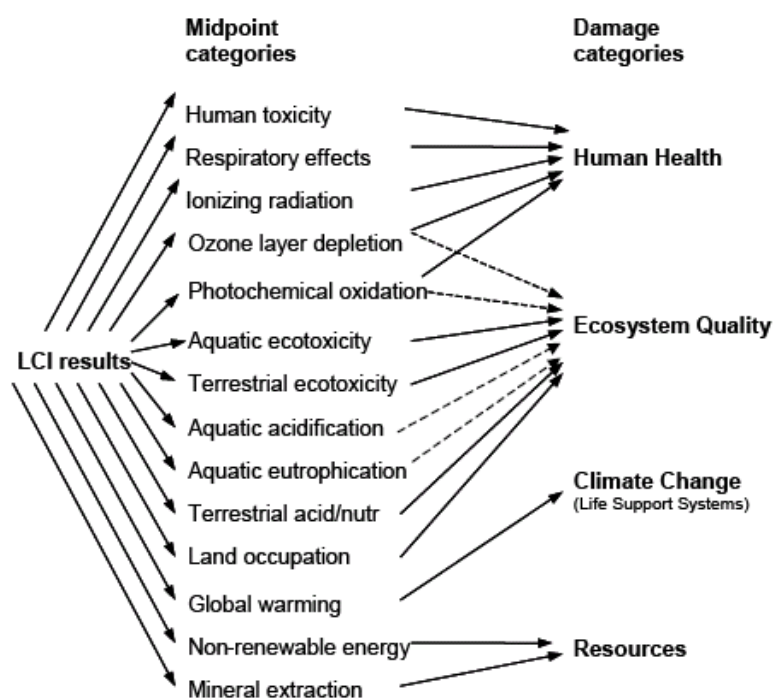 Midpoint
categories
Damage
categories
Human toxicity
Respiratory effects
Human Health
Ionizing radiation
Ozone layer depletion
Photochemical oxidation
Ecosystem Quality
Aquatic ecotoxicity
LCI results
Terrestrial ecotoxicity
Aquatic acidification
Aquatic eutrophication
Climate Change
(Life Support Systems)
Terrestrial acid/nutr
Land occupation
Global warming
Non-renewable energy
Resources
Mineral extraction